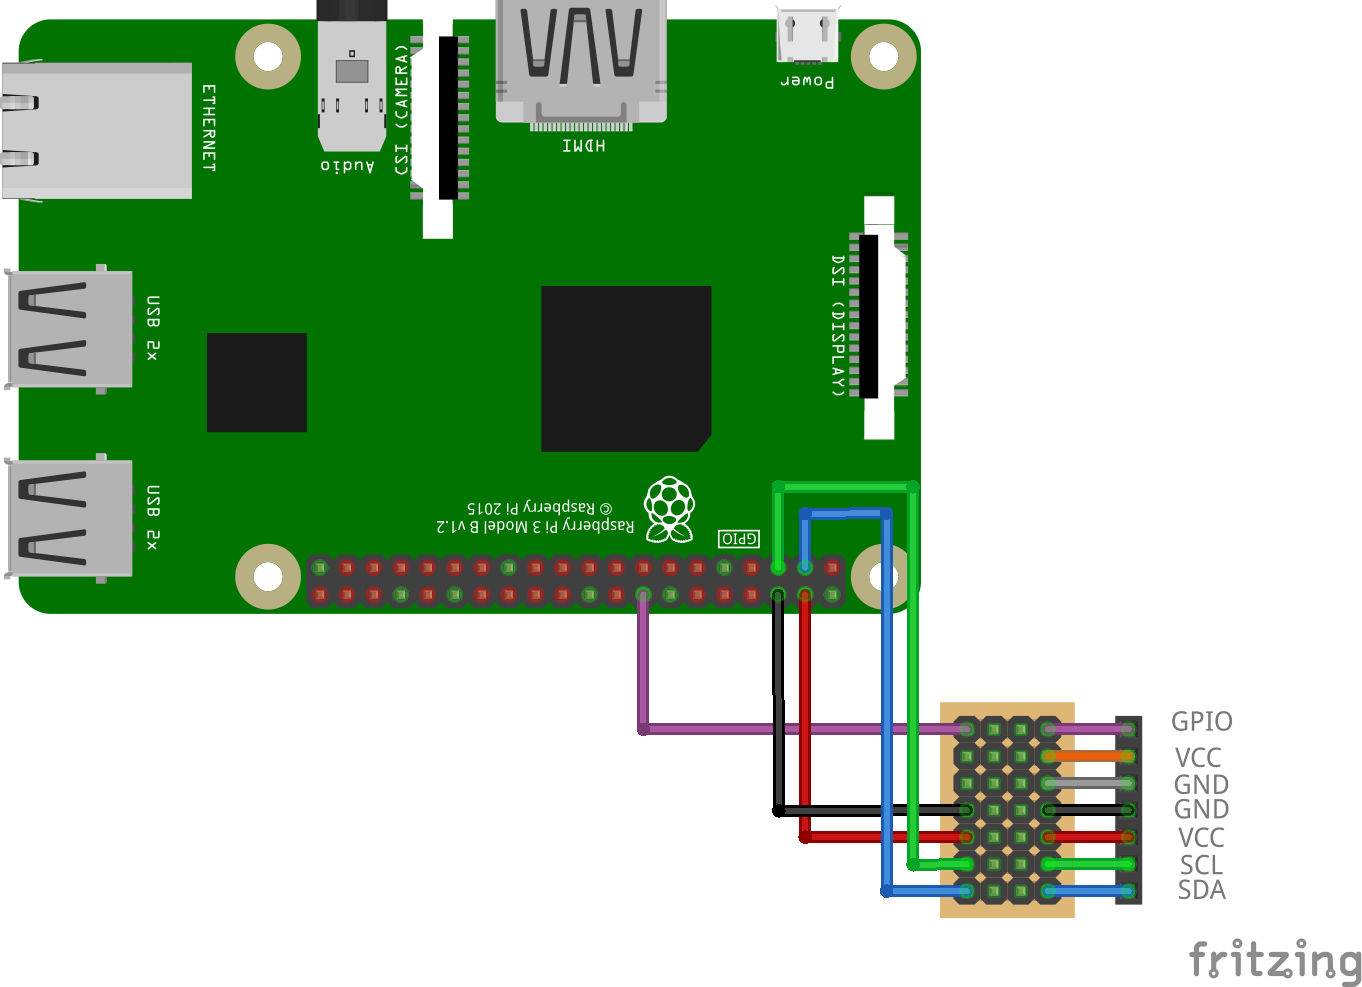 ETHERNET
Audio
CSI (CAMERA)
HDMI
Power
USB 2x
DSI (DISPLAY)
USB 2x
Raspberry Pi 3 Model B v1.2
© Raspberry Pi 2015
GPIO
GPIO
VCC
GND
GND
VCC
SCL
SDA
fritzing